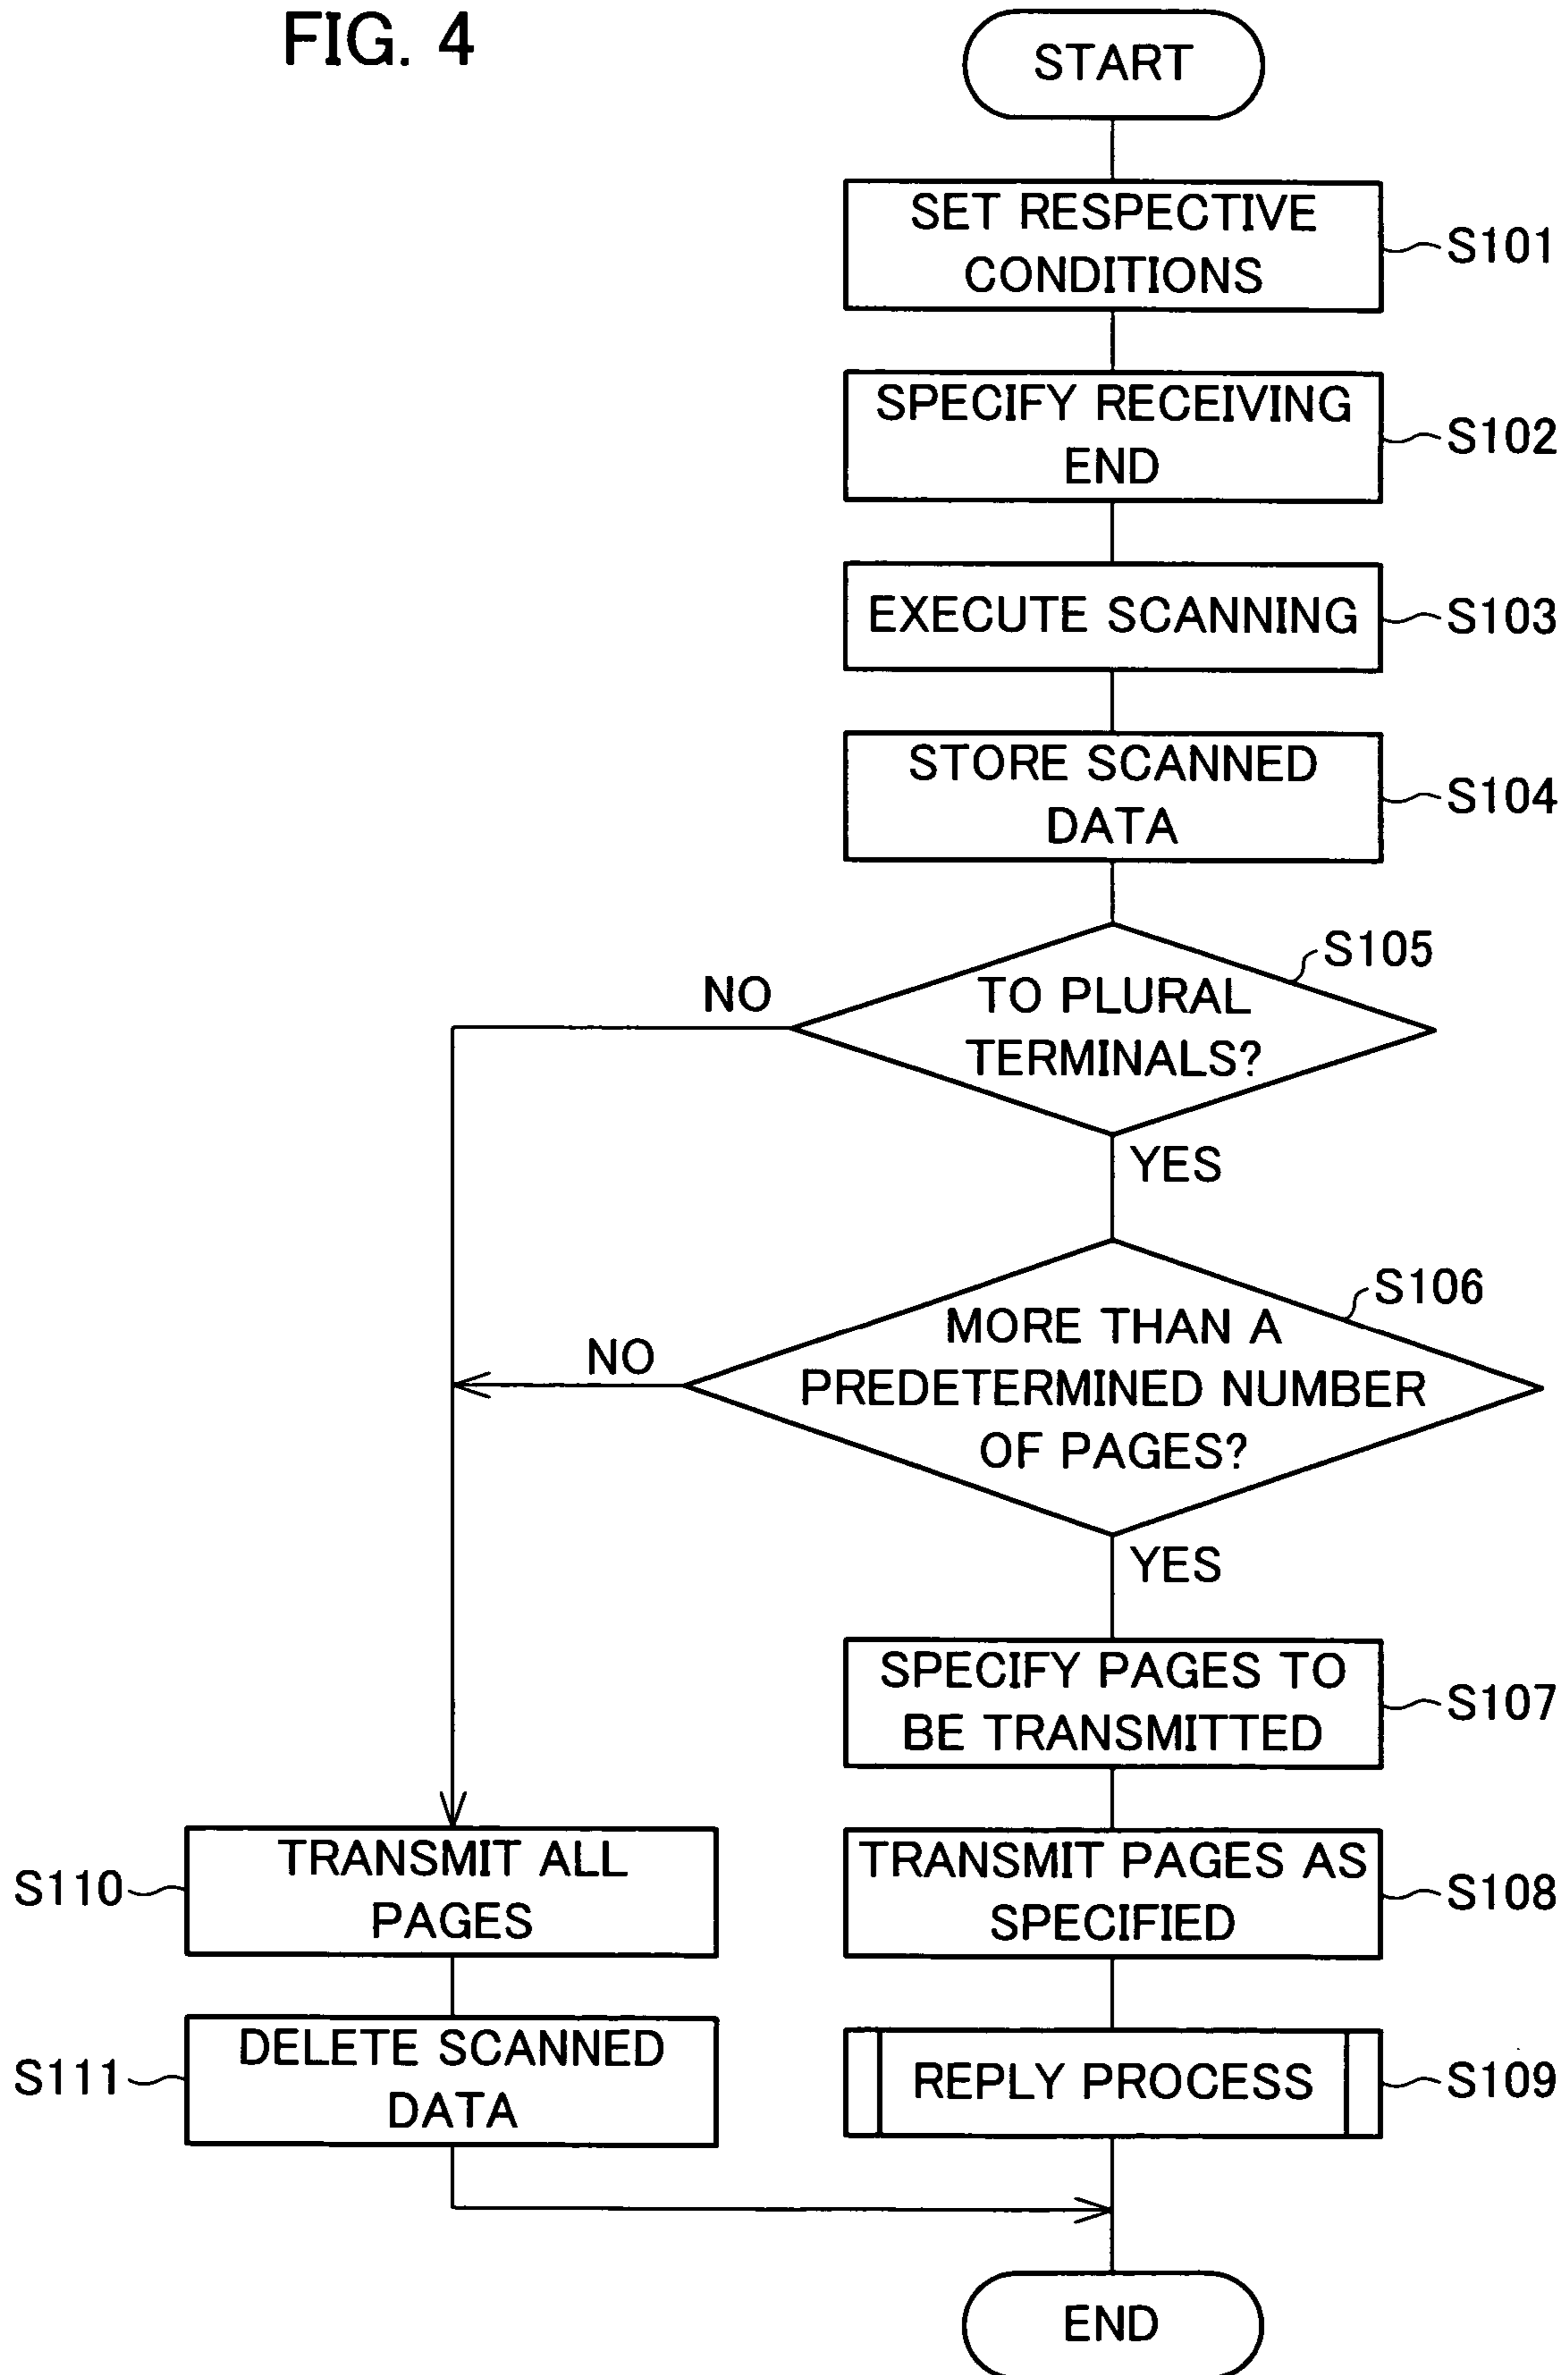 FIG. 4
START
SET RESPECTIVE
CONDITIONS
S101
SPECIFY RECEIVING
END
S102
EXECUTE SCANNING
S103
STORE SCANNED
DATA
S104
S105
NO
TO PLURAL
TERMINALS?
YES
S106
NO
MORE THAN A
PREDETERMINED NUMBER
OF PAGES?
YES
SPECIFY PAGES TO
BE TRANSMITTED
S107
S110
TRANSMIT ALL
PAGES
TRANSMIT PAGES AS
SPECIFIED
S108
S111
DELETE SCANNED
DATA
REPLY PROCESS
S109
END